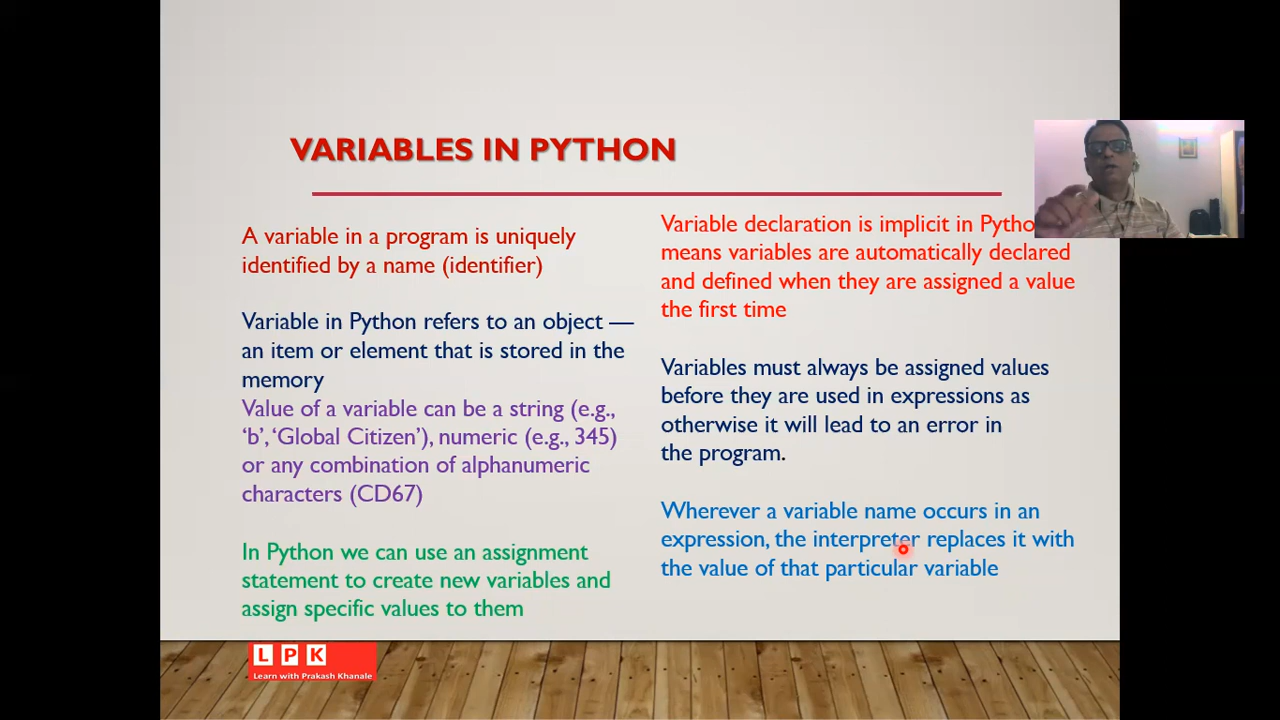 VARIABLES IN PYTHON
A variable in a program is uniquely
identified by a name (identifier)
Variable in Python refers to an object —
an item or element that is stored in the
memory
Value of a variable can be a string (e.g.,
‘b’, ‘Global Citizen’), numeric (e.g., 345)
or any combination of alphanumeric
characters (CD67)
In Python we can use an assignment
statement to create new variables and
assign specific values to them
Variable declaration is implicit in Pytho
means variables are automatically declared
and defined when they are assigned a value
the first time
Variables must always be assigned values
before they are used in expressions as
otherwise it will lead to an error in
the program.
Wherever a variable name occurs in an
expression, the interpreter replaces it with
the value of that particular variable
L P K
Learn with Prakash Khanale